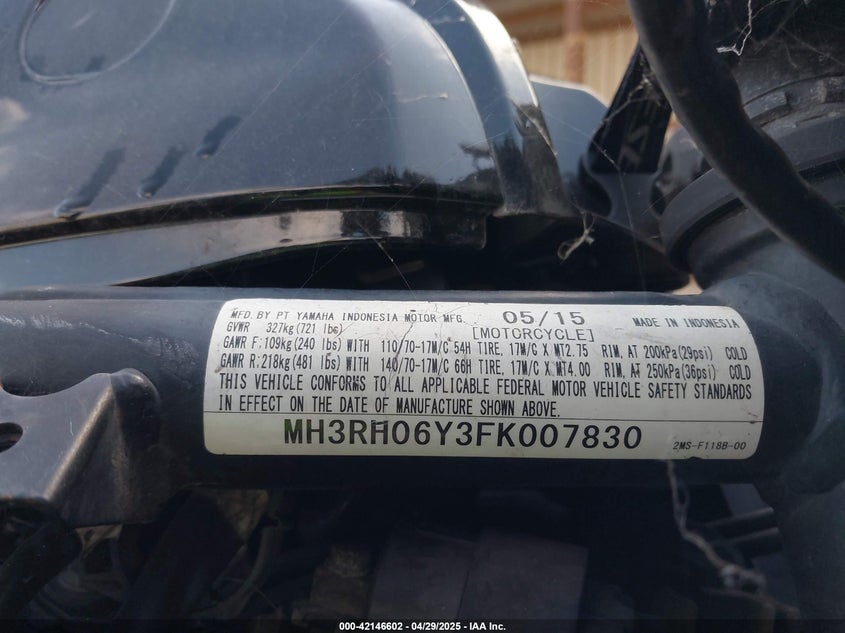 MFD. BY PT YAMAHA INDONESIA MOTOR MFG. 05/15 MADE IN INDONESIA
GVWR 327kg(721 lbs) [MOTORCYCLE]
GAWR F:109kg(240 lbs) WITH 110/70-17M/C 54H TIRE, 17M/C X MT2.75 RIM, AT 200kPa(29psi) COLD
GAWR R:218kg(481 lbs) WITH 140/70-17M/C 66H TIRE, 17M/C X MT4.00 RIM, AT 250kPa(36psi) COLD
THIS VEHICLE CONFORMS TO ALL APPLICABLE FEDERAL MOTOR VEHICLE SAFETY STANDARDS
IN EFFECT ON THE DATE OF MANUFACTURE SHOWN ABOVE.
MH3RH06Y3FK007830 2MS-F118B-00
000-42146602 / 04/29/2025 - IAA Inc.